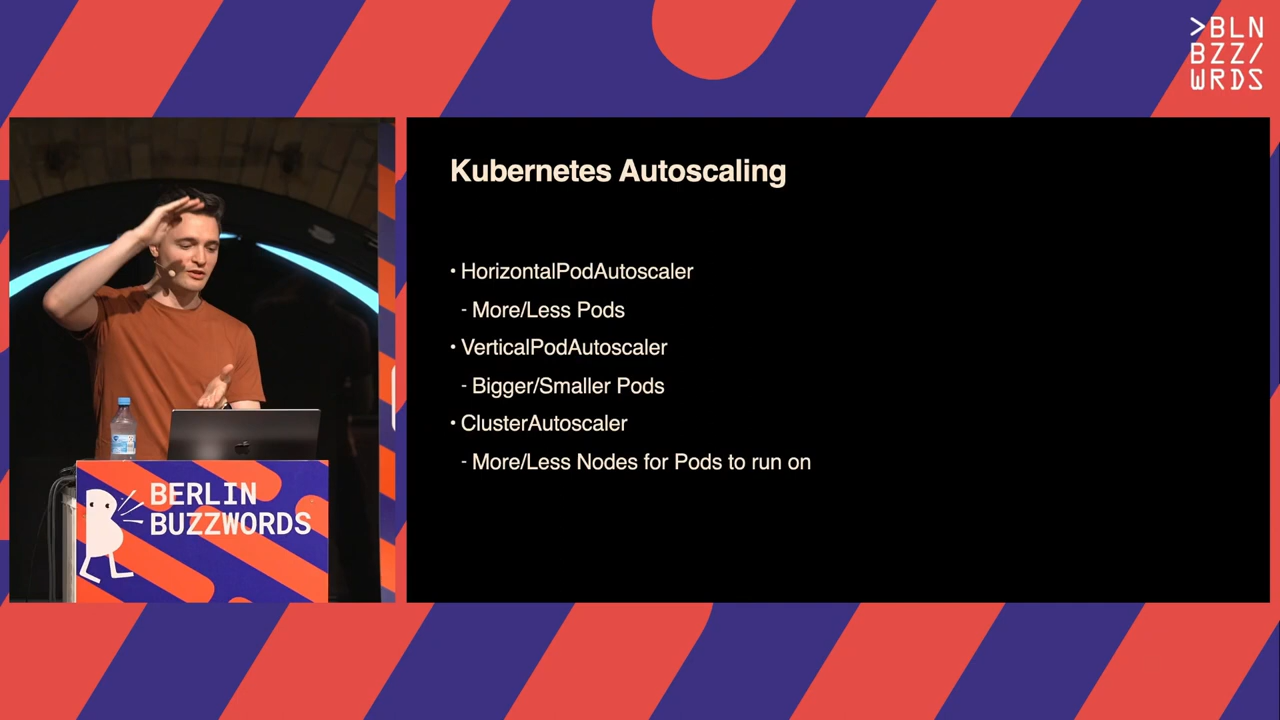 >BLN
BZZ/
WRDS
Kubernetes Autoscaling
• HorizontalPodAutoscaler
- More/Less Pods
• VerticalPodAutoscaler
- Bigger/Smaller Pods
• ClusterAutoscaler
- More/Less Nodes for Pods to run on
BERLIN
BUZZWORDS